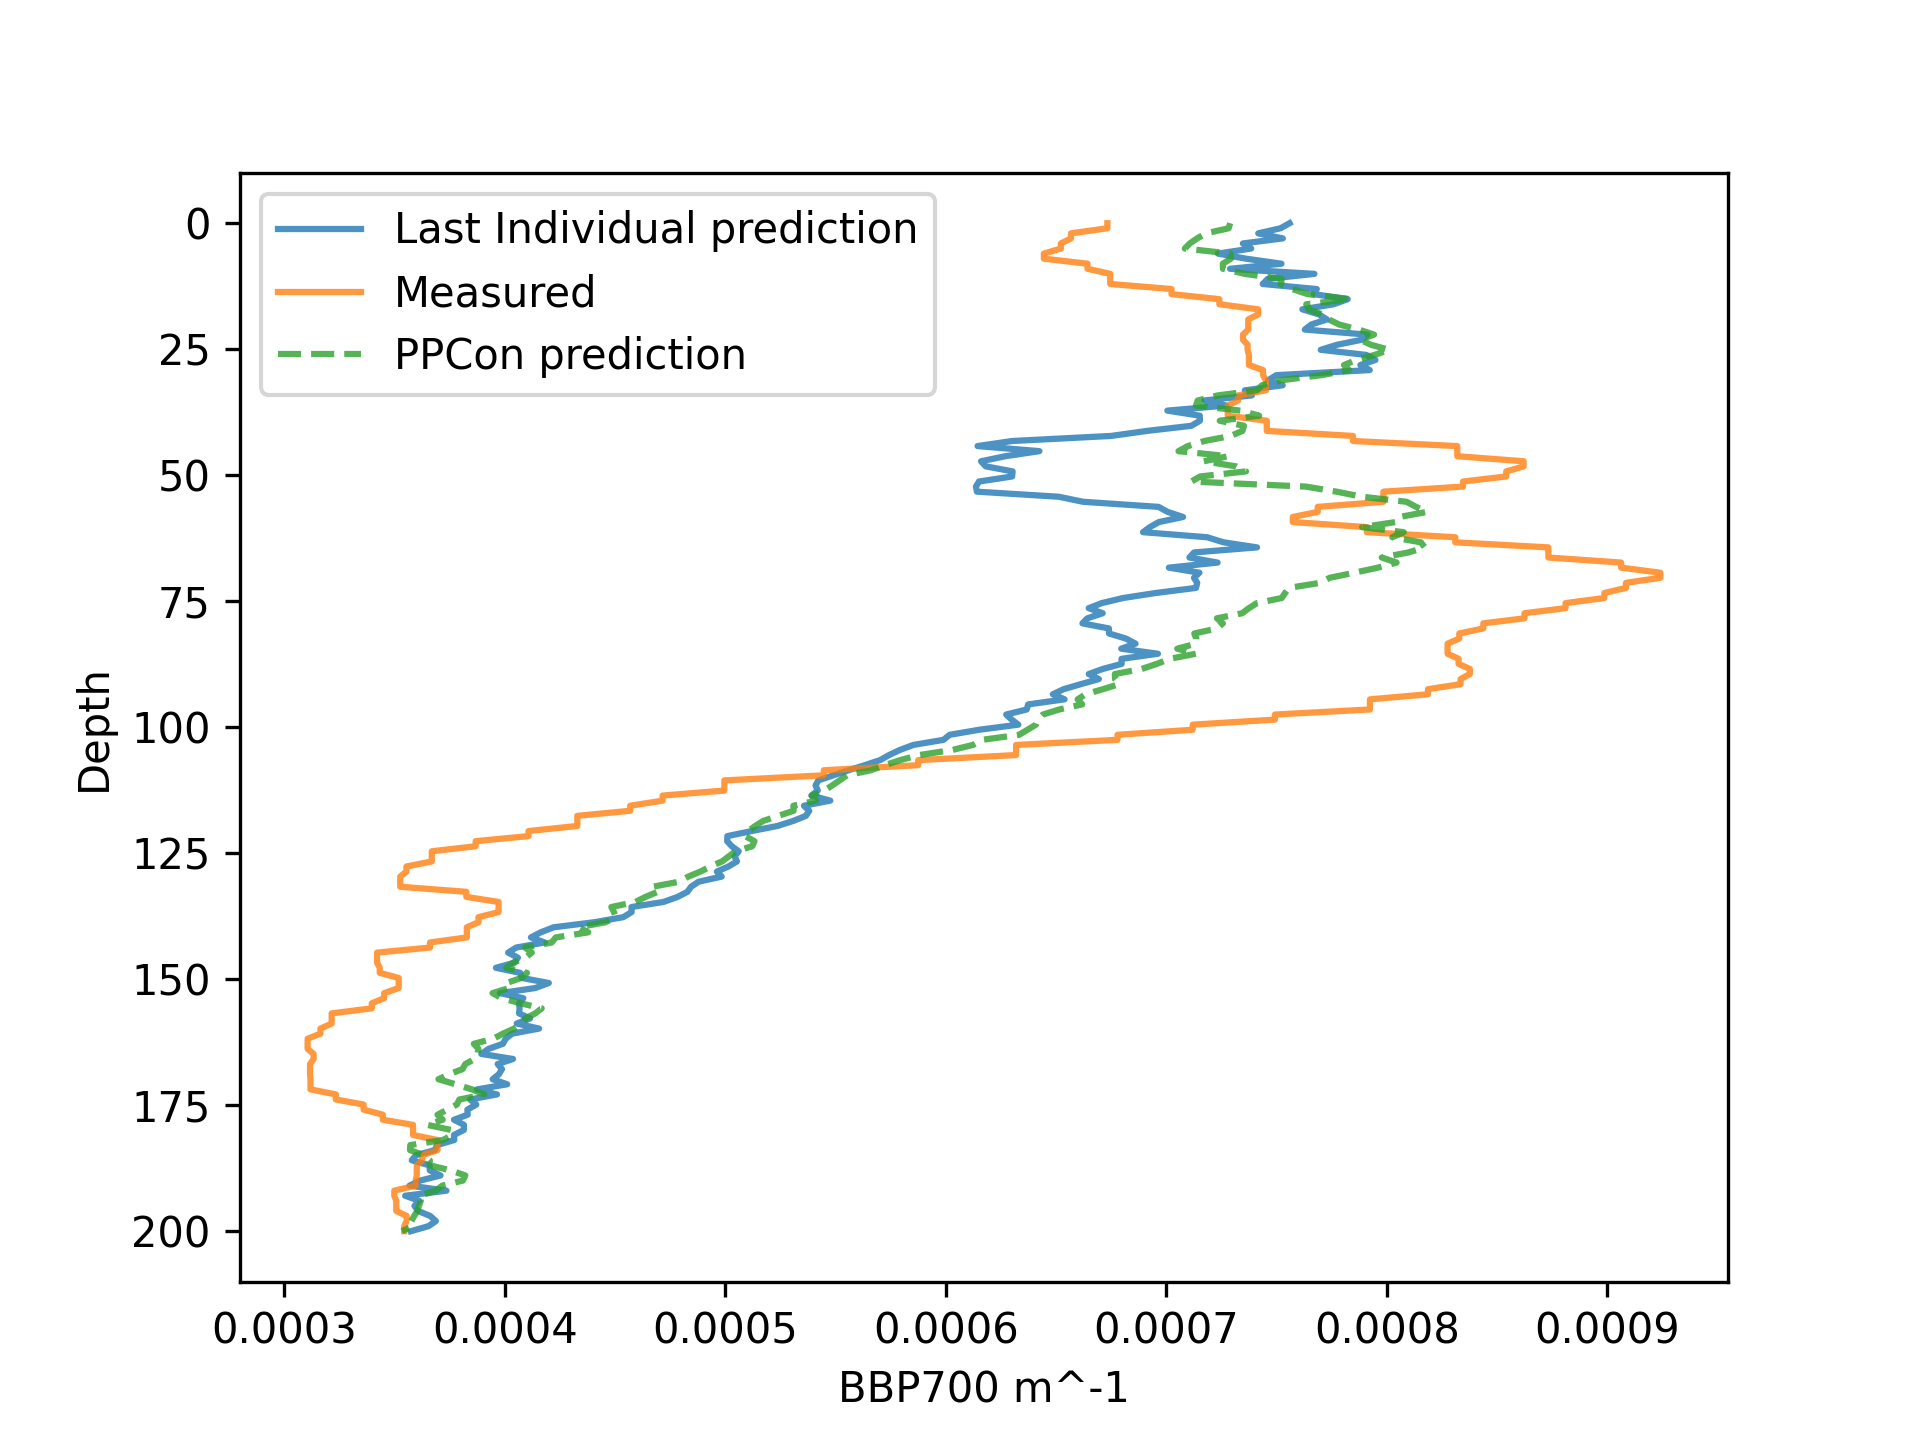 Last Individual prediction
Measured
PPCon prediction
0
25
50
75
100
125
150
175
200
Depth
0.0003 0.0004 0.0005 0.0006 0.0007 0.0008 0.0009
BBP700 m^-1